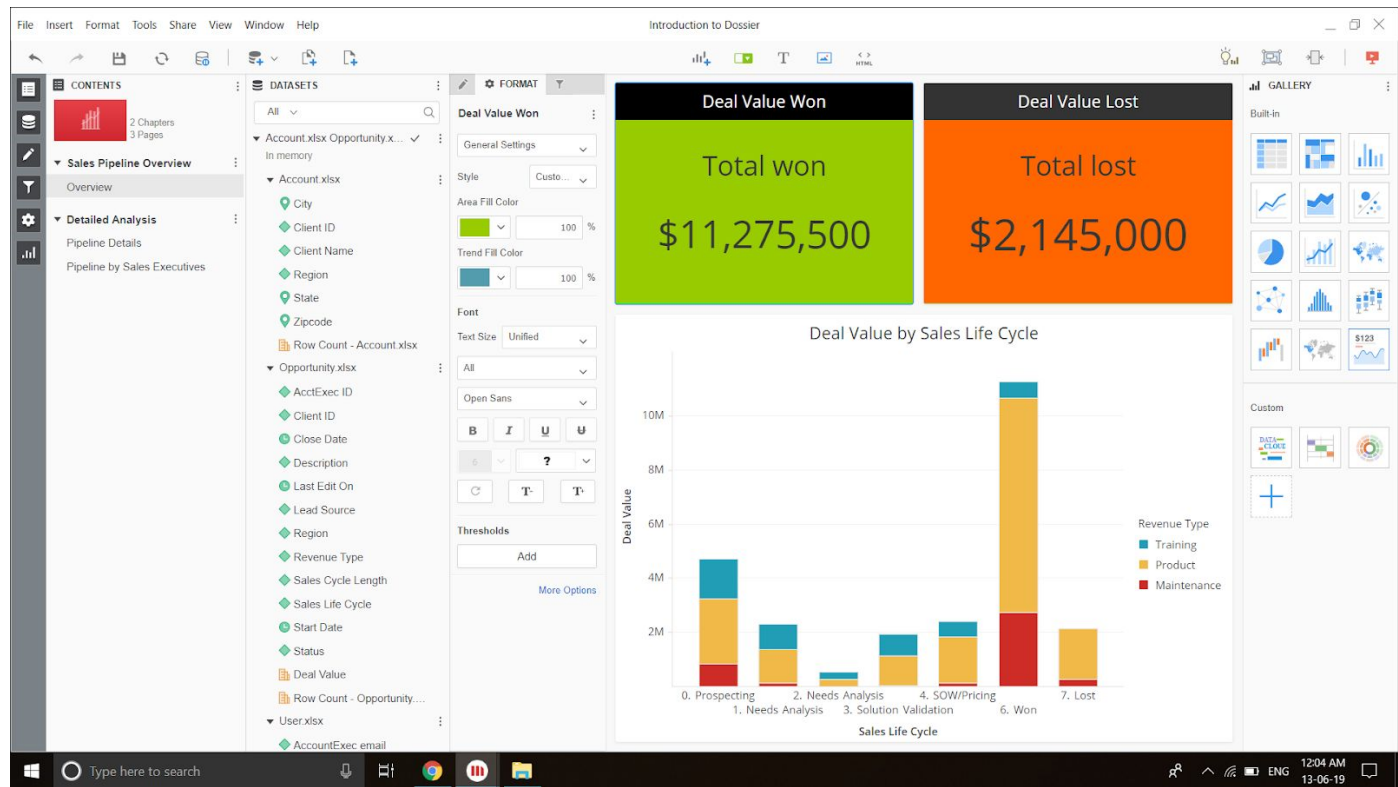 File Insert Format Tools Share View Window Help
Introduction to Dossier
HTML
CONTENTS
2 Chapters
3 Pages
Sales Pipeline Overview
Overview
Detailed Analysis
Pipeline Details
Pipeline by Sales Executives
DATASETS
All
Account.xlsx Opportunity.x...
In memory
Account.xlsx
City
Client ID
Client Name
Region
State
Zipcode
Row Count - Account.xlsx
Opportunity.xlsx
AcctExec ID
Client ID
Close Date
Description
Last Edit On
Lead Source
Region
Revenue Type
Sales Cycle Length
Sales Life Cycle
Start Date
Status
Deal Value
Row Count - Opportunity....
User.xlsx
AccountExec email
FORMAT
Deal Value Won
General Settings
Style Custo...
Area Fill Color
100 %
Trend Fill Color
100 %
Font
Text Size Unified
All
Open Sans
B I U U
6 ?
T- T+
Thresholds
Add
More Options
Deal Value Won
Total won
$11,275,500
Deal Value Lost
Total lost
$2,145,000
Deal Value by Sales Life Cycle
Deal Value
10M
8M
6M
4M
2M
0. Prospecting 2. Needs Analysis 4. SOW/Pricing 7. Lost
1. Needs Analysis 3. Solution Validation 6. Won
Sales Life Cycle
Revenue Type
Training
Product
Maintenance
GALLERY
Built-in
$123
Custom
DATA
CLOUD
Type here to search
ENG
12:04 AM
13-06-19